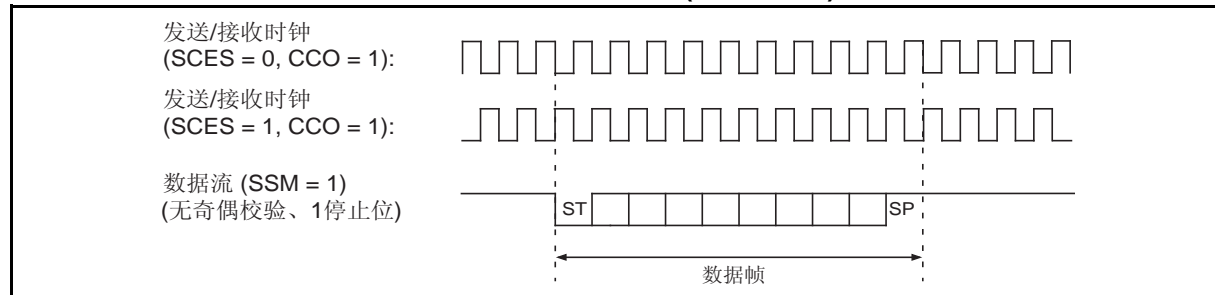 发送/接收时钟
(SCES = 0, CCO = 1):
发送/接收时钟
(SCES = 1, CCO = 1):
数据流 (SSM = 1)
(无奇偶校验、1停止位)
ST
SP
数据帧